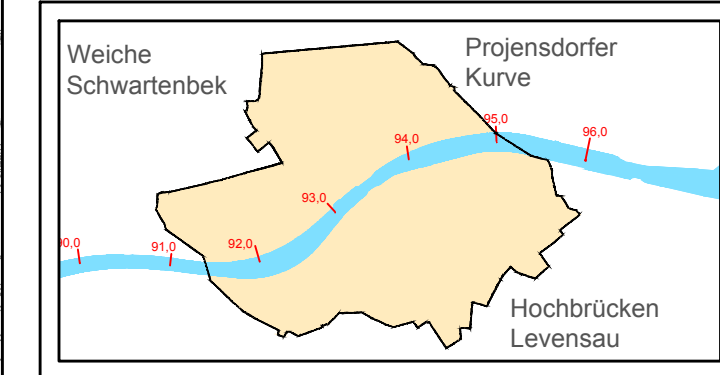 Weiche
Schwartenbek
Projensdorfer
Kurve
95,0
94,0
96,0
93,0
92,0
91,0
Hochbrücken
Levensau